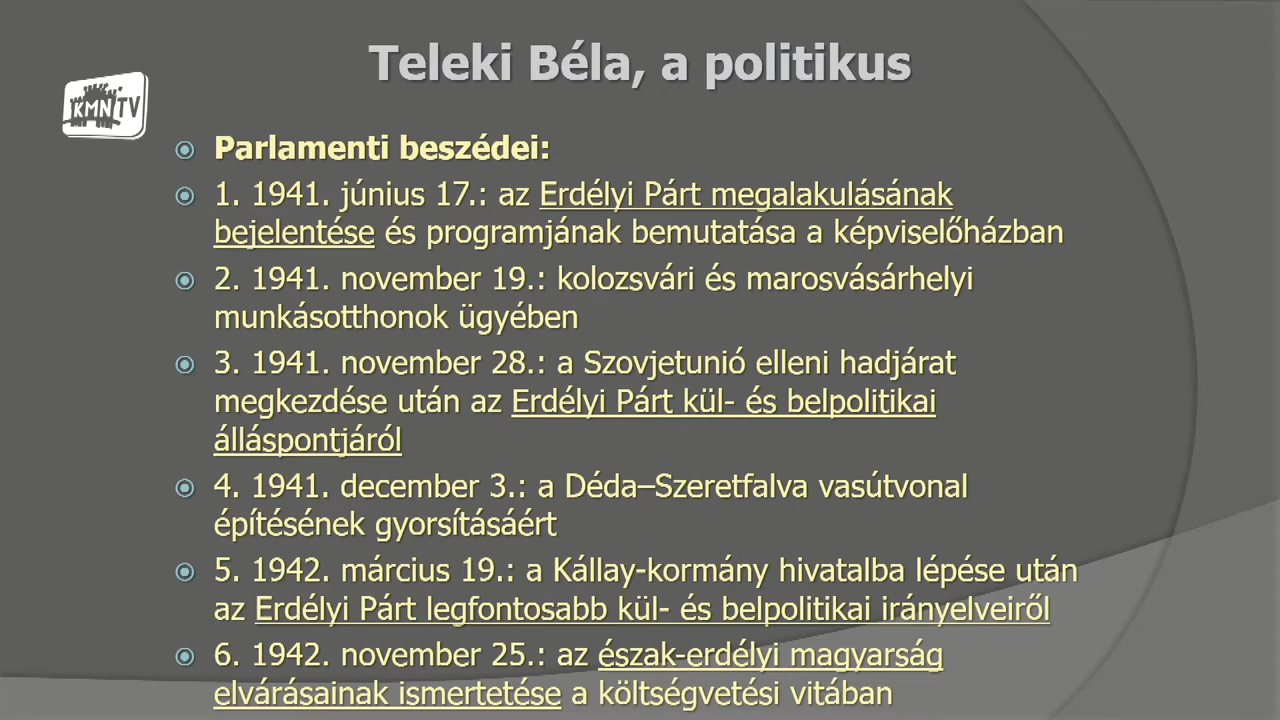 Teleki Béla, a politikus
KMN TV
Parlamenti beszédei:
1. 1941. június 17.: az Erdélyi Párt megalakulásának
bejelentése és programjának bemutatása a képviselőházban
2. 1941. november 19.: kolozsvári és marosvásárhelyi
munkásotthonok ügyében
3. 1941. november 28.: a Szovjetunió elleni hadjárat
megkezdése után az Erdélyi Párt kül- és belpolitikai
álláspontjáról
4. 1941. december 3.: a Déda–Szeretfalva vasútvonal
építésének gyorsításáért
5. 1942. március 19.: a Kállay-kormány hivatalba lépése után
az Erdélyi Párt legfontosabb kül- és belpolitikai irányelveiről
6. 1942. november 25.: az észak-erdélyi magyarság
elvárásainak ismertetése a költségvetési vitában